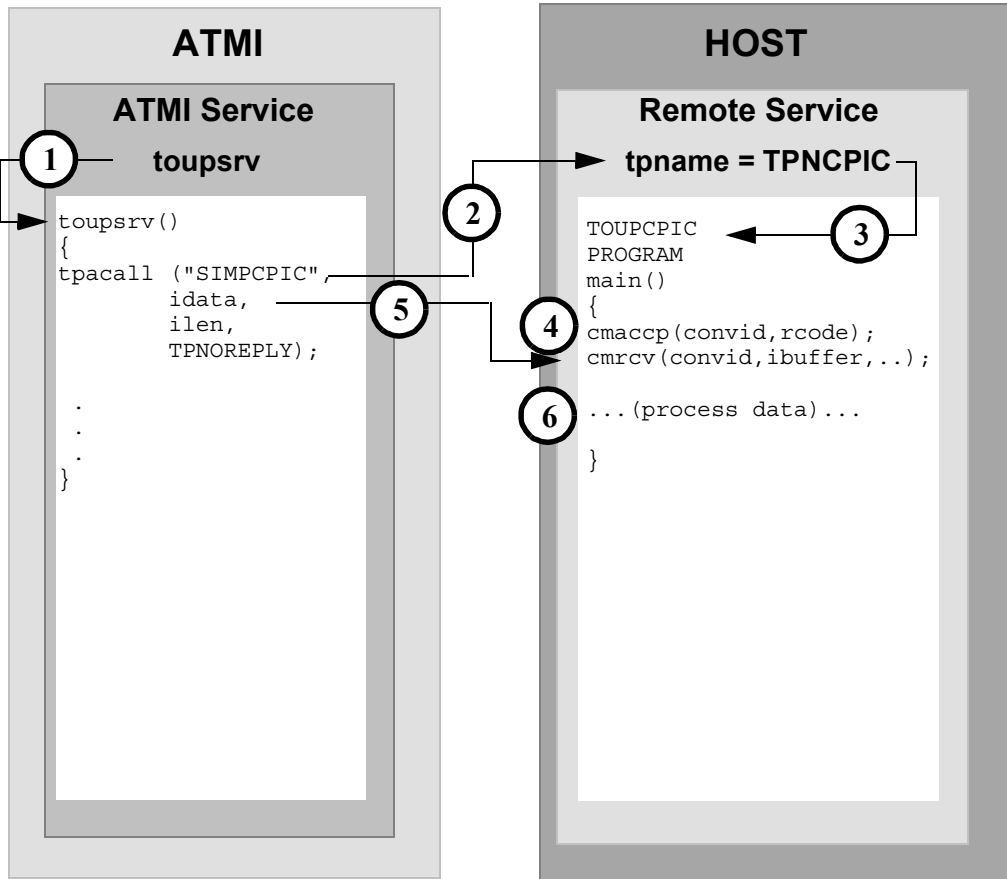 ATMI
ATMI Service
1
toupsrv
toupsrv()
{
tpacall ("SIMPCPIC",
idata,
ilen,
TPNOREPLY);
.
.
.
}
2
5
HOST
Remote Service
tpname = TPNCPIC
3
TOUPCPIC
PROGRAM
main()
{
4
cmaccp(convid,rcode);
cmrcv(convid,ibuffer,..);
6
...(process data)...
}